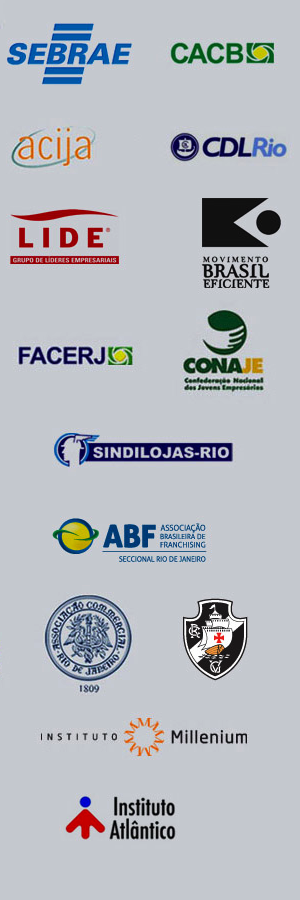 SEBRAE
CACB
acija
CDLRio
LIDE®
GRUPO DE LÍDERES EMPRESARIAIS
MOVIMENTO
BRASIL
EFICIENTE
FACERJ
CONAJE
Confederação Nacional
dos Jovens Empresários
SINDILOJAS-RIO
ABF
ASSOCIAÇÃO
BRASILEIRA DE
FRANCHISING
SECCIONAL RIO DE JANEIRO
ASSOCIAÇÃO COMMERCIAL
RIO DE JANEIRO
1809
INSTITUTO Millenium
Instituto
Atlântico